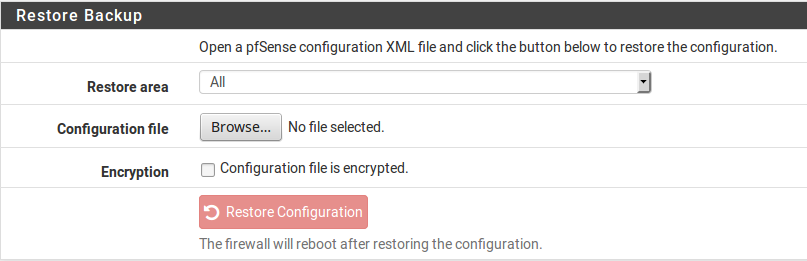 Restore Backup
Open a pfSense configuration XML file and click the button below to restore the configuration.
Restore area All
Configuration file Browse... No file selected.
Encryption Configuration file is encrypted.
Restore Configuration
The firewall will reboot after restoring the configuration.